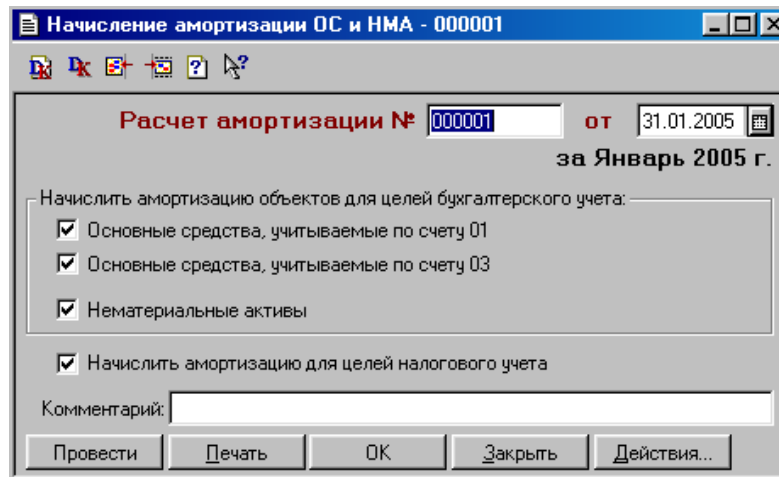 Начисление амортизации ОС и НМА - 000001
Расчет амортизации № 000001 от 31.01.2005
за Январь 2005 г.
Начислить амортизацию объектов для целей бухгалтерского учета:
Основные средства, учитываемые по счету 01
Основные средства, учитываемые по счету 03
Нематериальные активы
Начислить амортизацию для целей налогового учета
Комментарий:
Провести Печать OK Закрыть Действия...